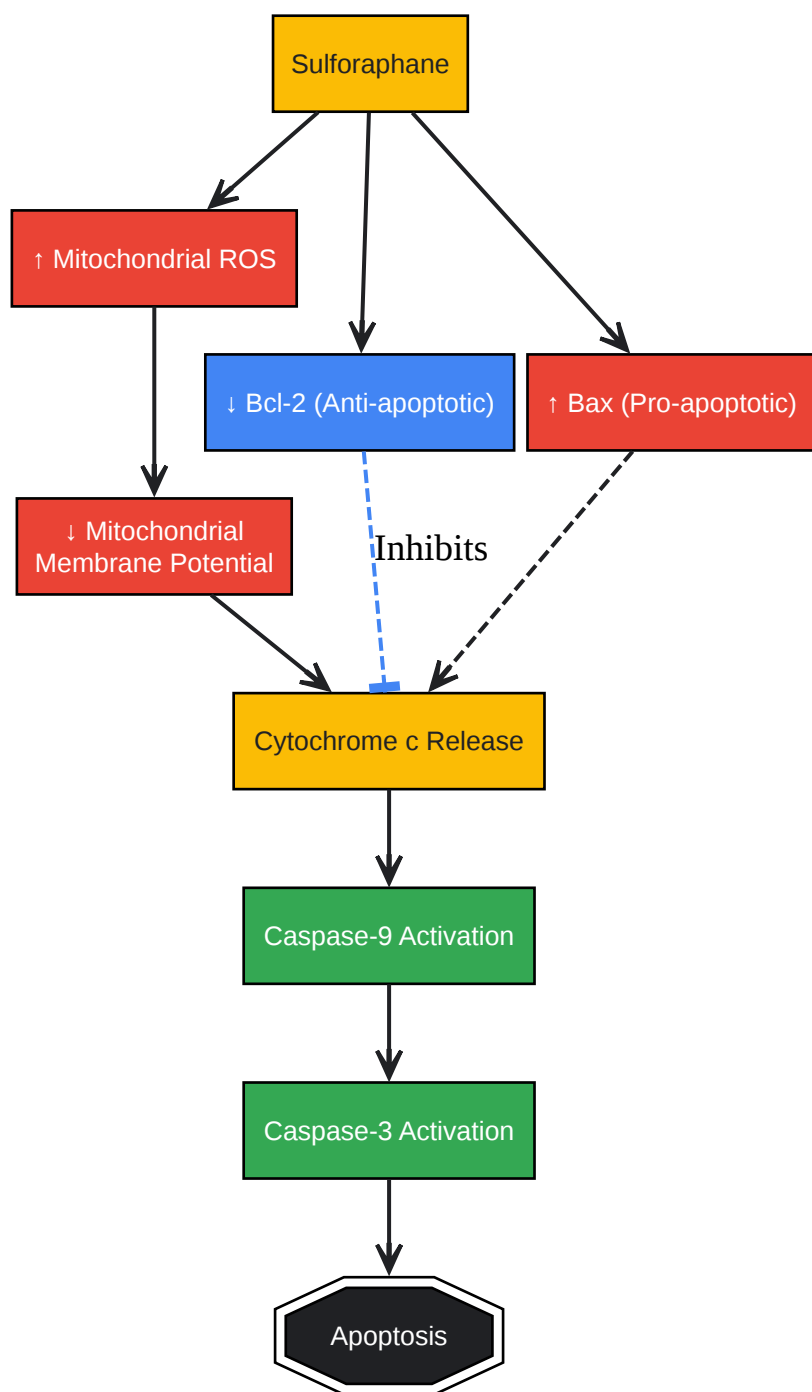 Sulforaphane
↑ Mitochondrial ROS
↓ Bcl-2 (Anti-apoptotic)
↑ Bax (Pro-apoptotic)
↓ Mitochondrial
Membrane Potential
Inhibits
Cytochrome c Release
Caspase-9 Activation
Caspase-3 Activation
Apoptosis